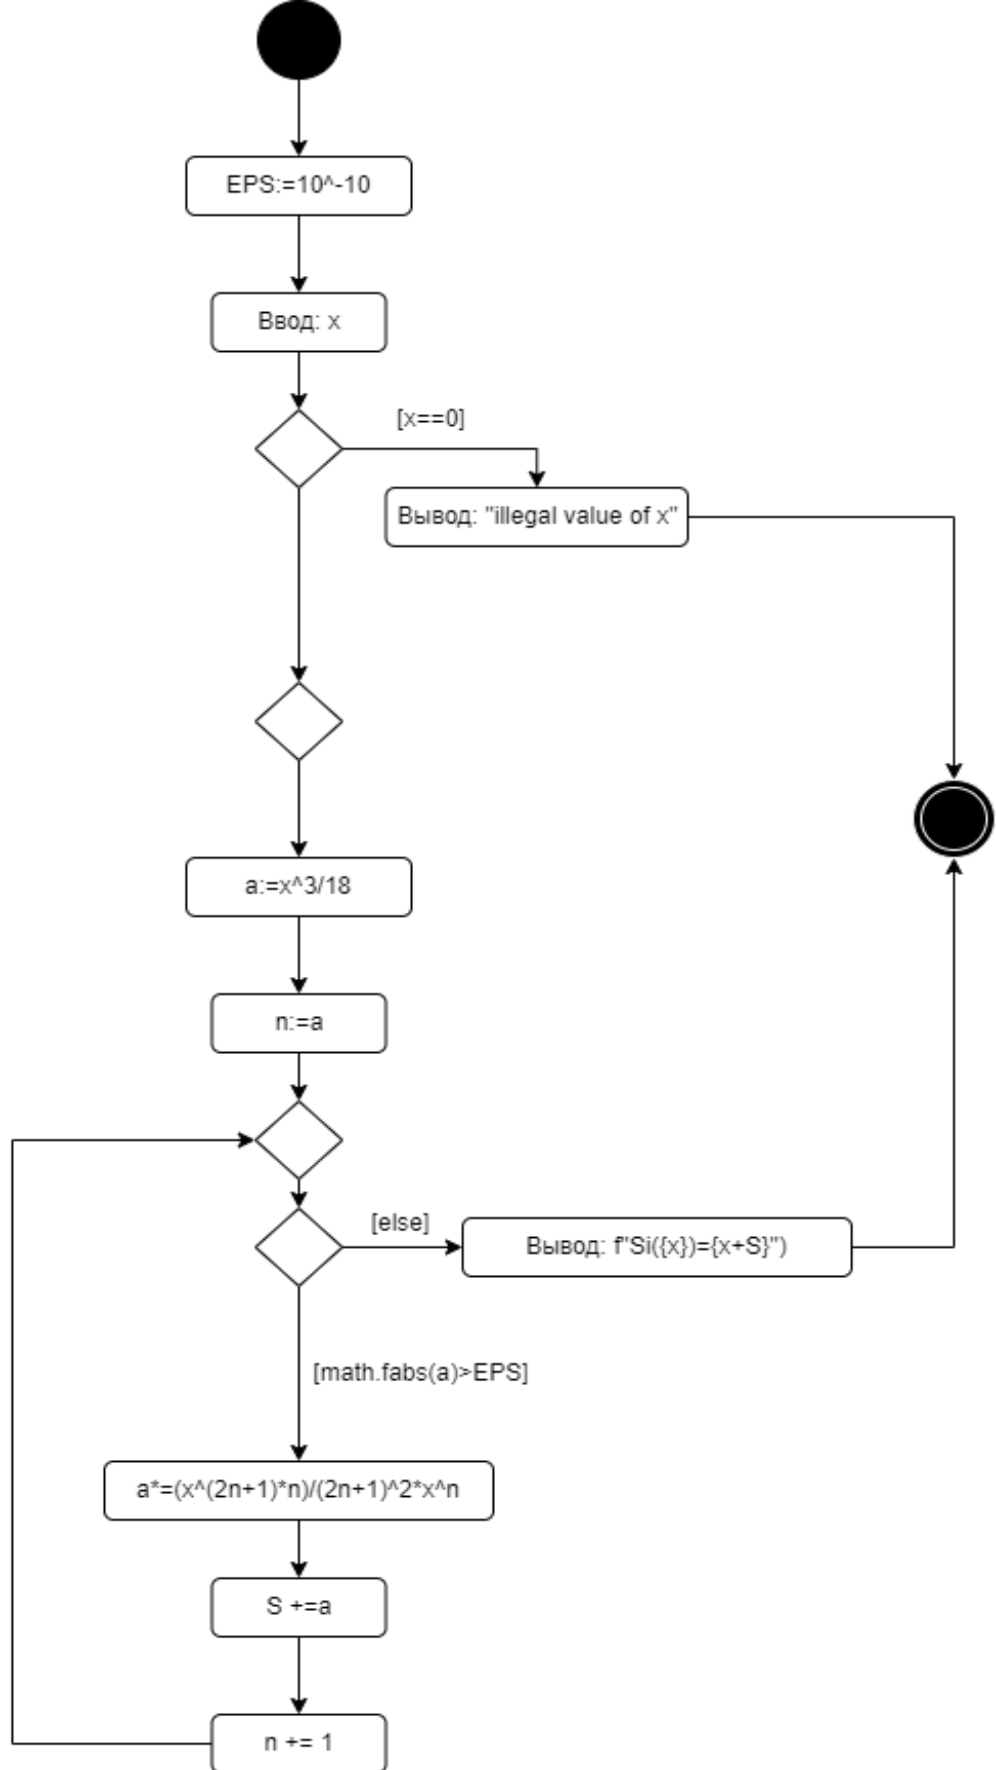 EPS:=10^-10
Ввод: x
[x==0]
Вывод: "illegal value of x"
a:=x^3/18
n:=a
[else]
Вывод: f"Si({x})={x+S}")
[math.fabs(a)>EPS]
a*=(x^(2n+1)*n)/(2n+1)^2*x^n
S +=a
n += 1